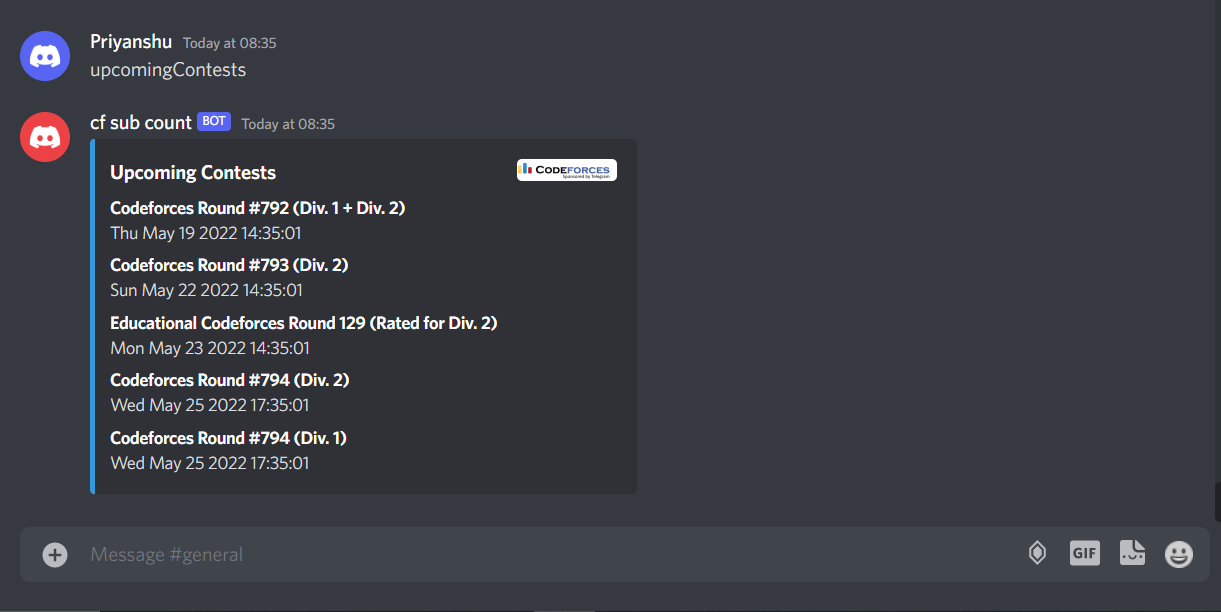 Priyanshu Today at 08:35
upcomingContests
cf sub count BOT Today at 08:35
Upcoming Contests
CODEFORCES
Sponsored by Telegram
Codeforces Round #792 (Div. 1 + Div. 2)
Thu May 19 2022 14:35:01
Codeforces Round #793 (Div. 2)
Sun May 22 2022 14:35:01
Educational Codeforces Round 129 (Rated for Div. 2)
Mon May 23 2022 14:35:01
Codeforces Round #794 (Div. 2)
Wed May 25 2022 17:35:01
Codeforces Round #794 (Div. 1)
Wed May 25 2022 17:35:01
Message #general
GIF